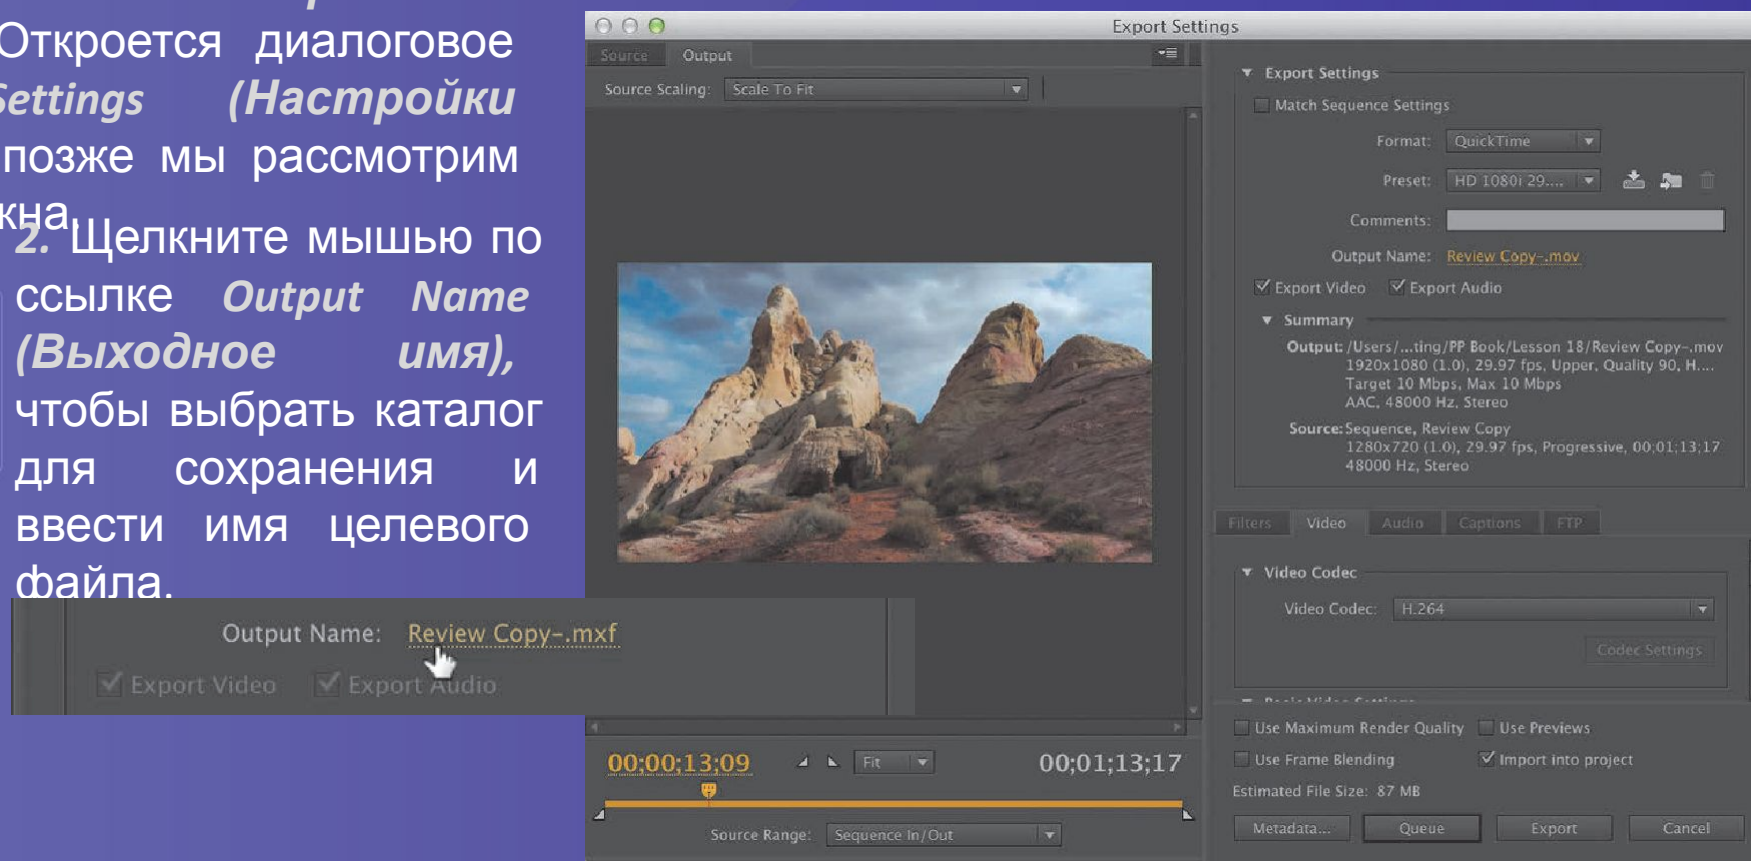 Откроется диалоговое
Settings (Настройки
позже мы рассмотрим
2. Щелкните мышью по
ссылке Output Name
(Выходное имя),
чтобы выбрать каталог
для сохранения и
ввести имя целевого
файла.
Output Name: Review Copy-.mxf
Export Video Export Audio
Export Settings
Source Output
Source Scaling: Scale To Fit
00;00;13;09 Fit 00;01;13;17
Source Range: Sequence In/Out
Export Settings
Match Sequence Settings
Format: QuickTime
Preset: HD 1080i 29....
Comments:
Output Name: Review Copy-.mov
Export Video Export Audio
Summary
Output: /Users/...ting/PP Book/Lesson 18/Review Copy-.mov
1920x1080 (1.0), 29.97 fps, Upper, Quality 90, H....
Target 10 Mbps, Max 10 Mbps
AAC, 48000 Hz, Stereo
Source: Sequence, Review Copy
1280x720 (1.0), 29.97 fps, Progressive, 00;01;13;17
48000 Hz, Stereo
Filters Video Audio Captions FTP
Video Codec
Video Codec: H.264
Codec Settings
Basic Video Settings
Use Maximum Render Quality Use Previews
Use Frame Blending Import into project
Estimated File Size: 87 MB
Metadata... Queue Export Cancel